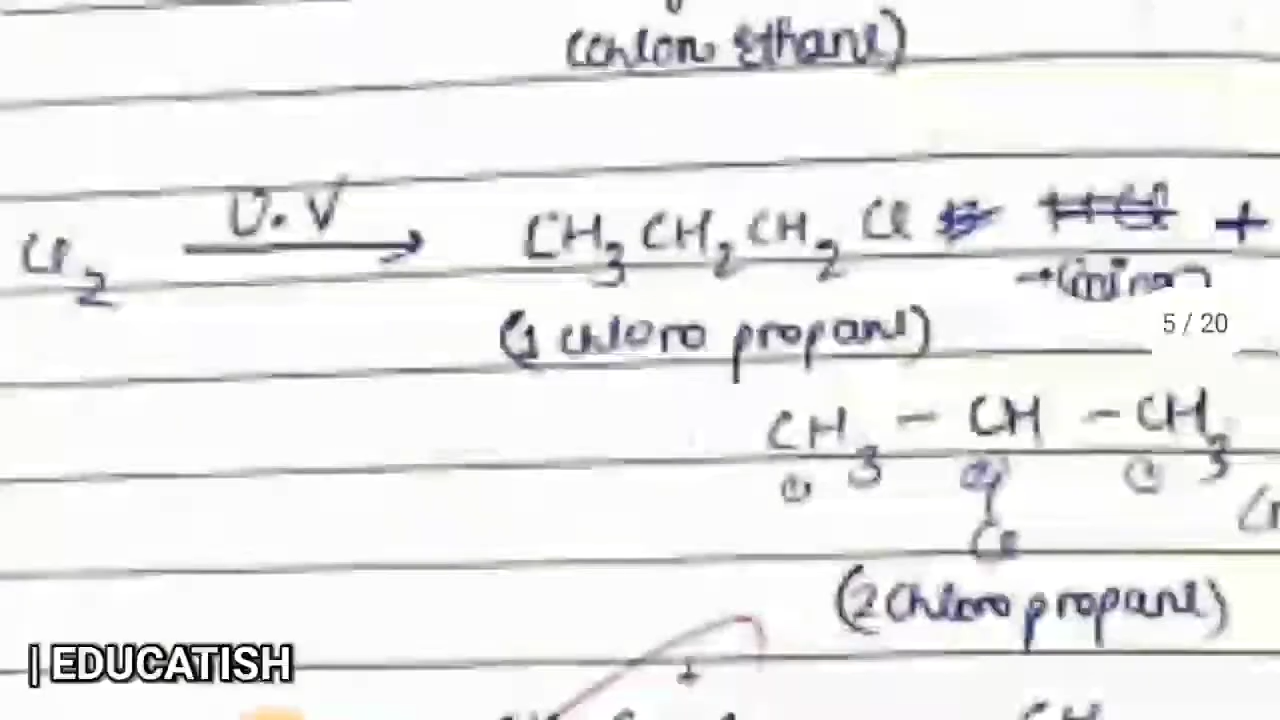 (Chloro Ethane)
Cl2 U.V → CH3 CH2 CH2 Cl +
→(minor)
(1 chloro propane)
5 / 20
CH3 - CH - CH3
Cl
(2 Chloro propane)
| EDUCATISH